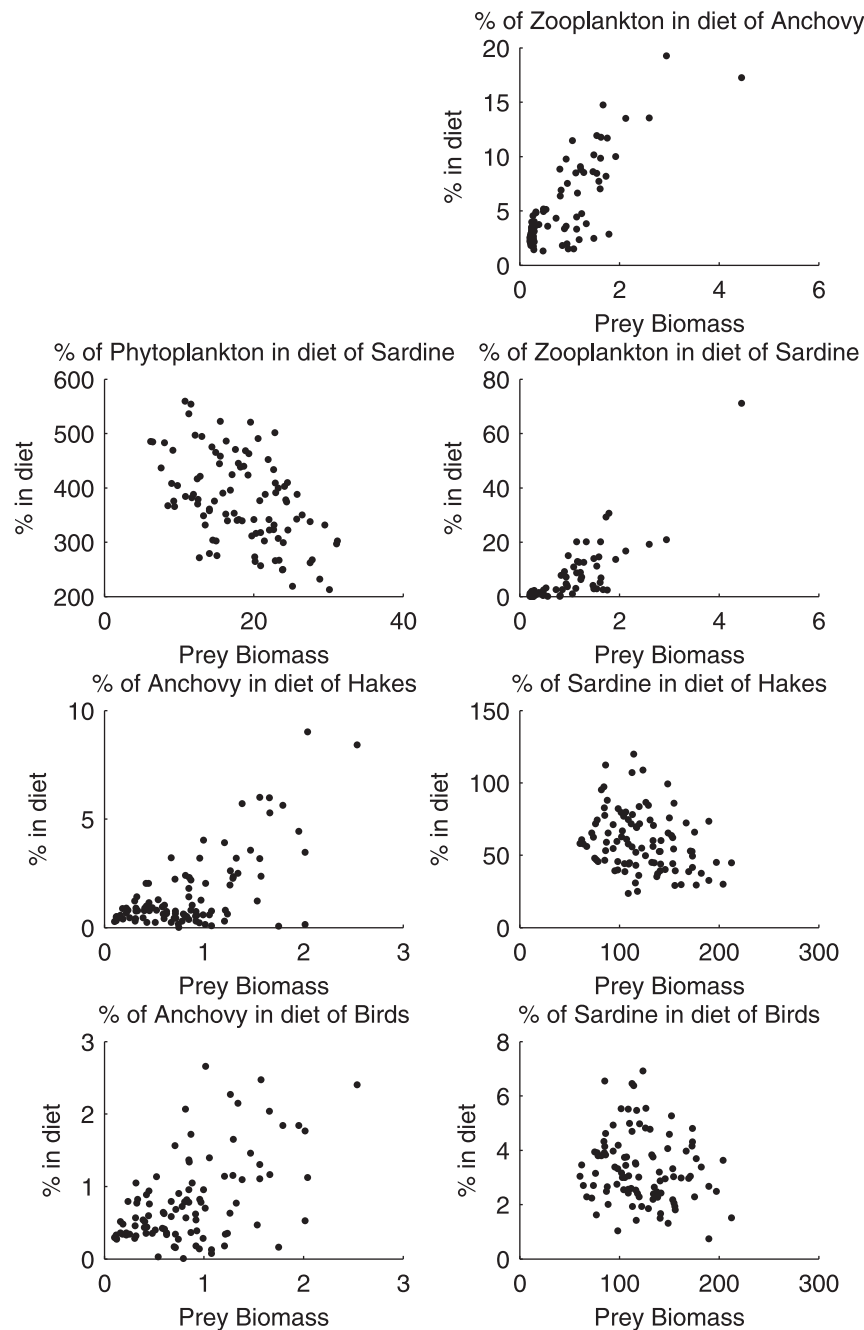 % of Zooplankton in diet of Anchovy
20
15
10
5
0
% in diet
0 2 4 6
Prey Biomass
% of Phytoplankton in diet of Sardine
600
500
400
300
200
% in diet
0 20 40
Prey Biomass
% of Zooplankton in diet of Sardine
80
60
40
20
0
% in diet
0 2 4 6
Prey Biomass
% of Anchovy in diet of Hakes
10
5
0
% in diet
0 1 2 3
Prey Biomass
% of Sardine in diet of Hakes
150
100
50
0
% in diet
0 100 200 300
Prey Biomass
% of Anchovy in diet of Birds
3
2
1
0
% in diet
0 1 2 3
Prey Biomass
% of Sardine in diet of Birds
8
6
4
2
0
% in diet
0 100 200 300
Prey Biomass